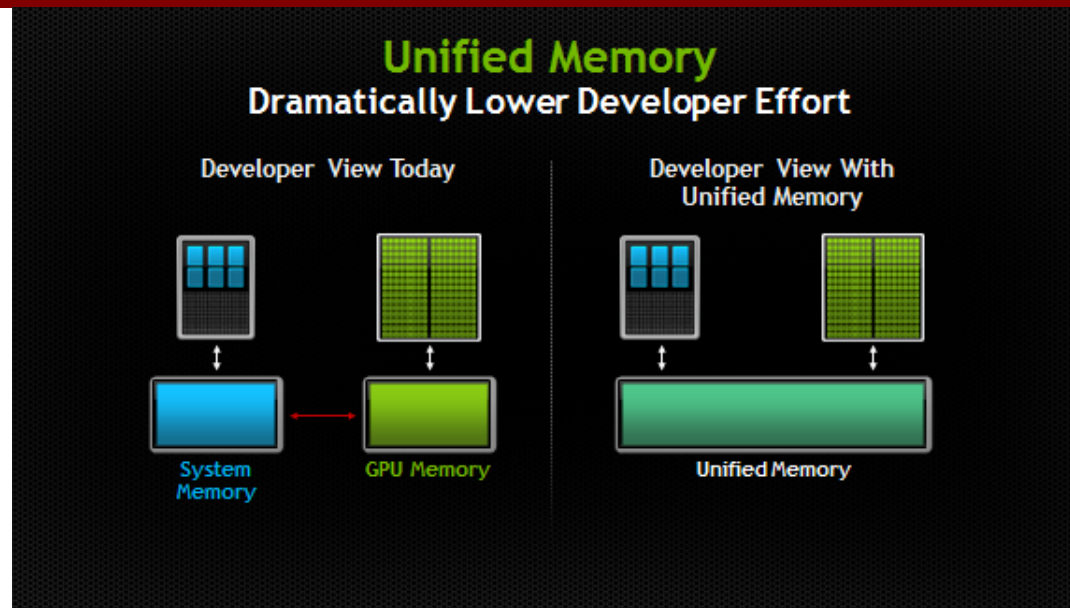 Unified Memory
Dramatically Lower Developer Effort
Developer View Today
Developer View With
Unified Memory
System
Memory
GPU Memory
Unified Memory